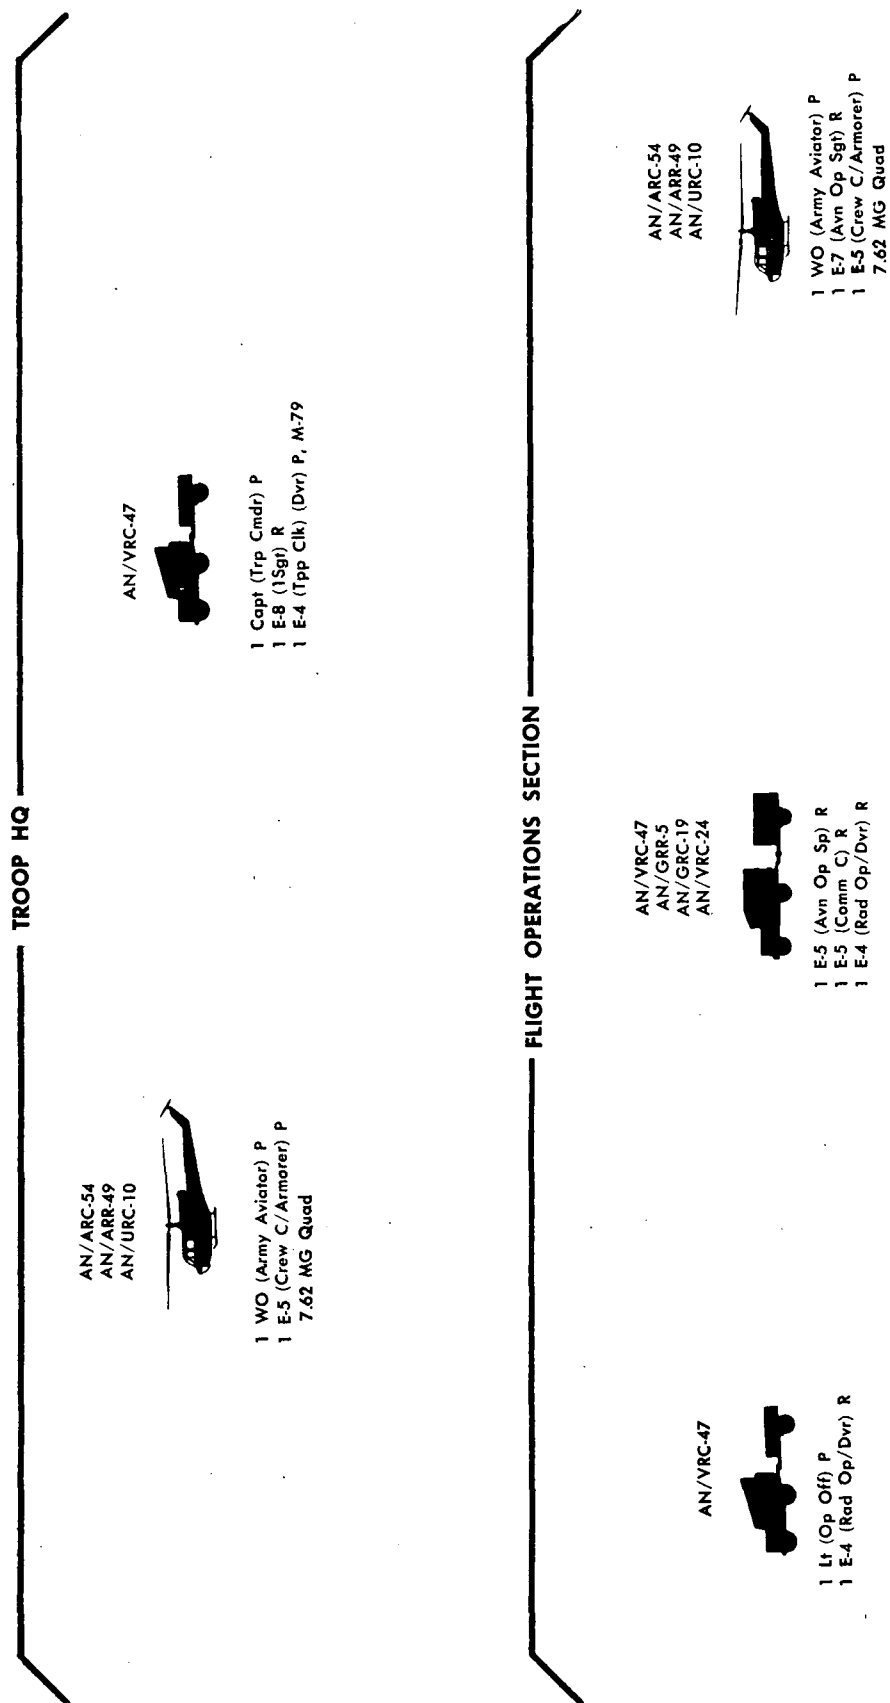 TROOP HQ
AN/ARC-54
AN/ARR-49
AN/URC-10
1 WO (Army Aviator) P
1 E-5 (Crew C/Armorer) P
7.62 MG Quad
AN/VRC-47
1 Capt (Trp Cmdr) P
1 E-8 (1Sgt) R
1 E-4 (Tpp Clk) (Dvr) P, M-79
FLIGHT OPERATIONS SECTION
AN/VRC-47
1 Lt (Op Off) P
1 E-4 (Rad Op/Dvr) R
AN/VRC-47
AN/GRR-5
AN/GRC-19
AN/VRC-24
1 E-5 (Avn Op Sp) R
1 E-5 (Comm C) R
1 E-4 (Rad Op/Dvr) R
AN/ARC-54
AN/ARR-49
AN/URC-10
1 WO (Army Aviator) P
1 E-7 (Avn Op Sgt) R
1 E-5 (Crew C/Armorer) P
7.62 MG Quad